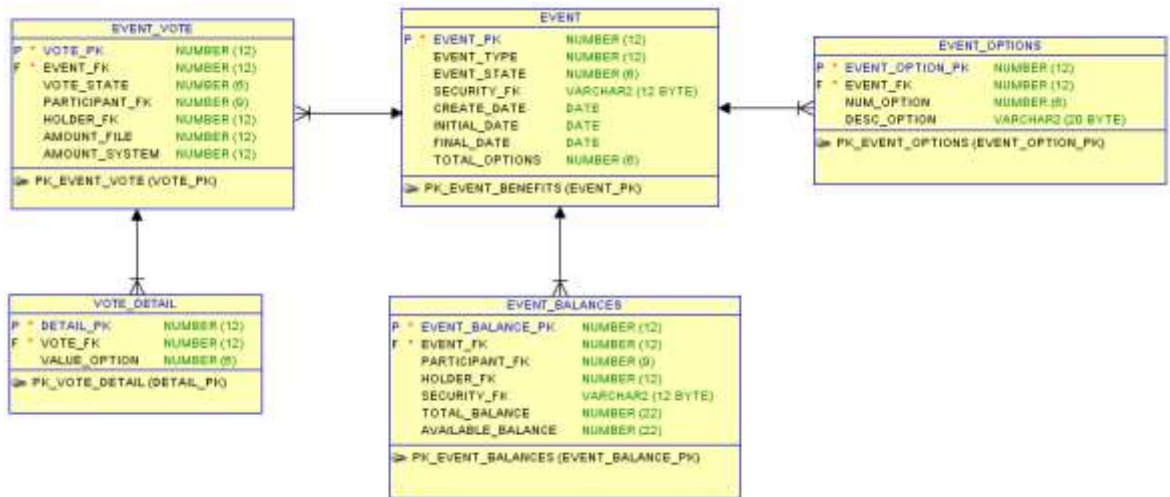 EVENT_VOTE
P * VOTE_PK NUMBER (12)
F * EVENT_FK NUMBER (12)
VOTE_STATE NUMBER (6)
PARTICIPANT_FK NUMBER (9)
HOLDER_FK NUMBER (12)
AMOUNT_FILE NUMBER (12)
AMOUNT_SYSTEM NUMBER (12)
PK_EVENT_VOTE (VOTE_PK)
EVENT
P * EVENT_PK NUMBER (12)
EVENT_TYPE NUMBER (12)
EVENT_STATE NUMBER (6)
SECURITY_FK VARCHAR2 (12 BYTE)
CREATE_DATE DATE
INITIAL_DATE DATE
FINAL_DATE DATE
TOTAL_OPTIONS NUMBER (6)
PK_EVENT_BENEFITS (EVENT_PK)
EVENT_OPTIONS
P * EVENT_OPTION_PK NUMBER (12)
F * EVENT_FK NUMBER (12)
NUM_OPTION NUMBER (6)
DESC_OPTION VARCHAR2 (20 BYTE)
PK_EVENT_OPTIONS (EVENT_OPTION_PK)
VOTE_DETAIL
P * DETAIL_PK NUMBER (12)
F * VOTE_FK NUMBER (12)
VALUE_OPTION NUMBER (6)
PK_VOTE_DETAIL (DETAIL_PK)
EVENT_BALANCES
P * EVENT_BALANCE_PK NUMBER (12)
F * EVENT_FK NUMBER (12)
PARTICIPANT_FK NUMBER (9)
HOLDER_FK NUMBER (12)
SECURITY_FK VARCHAR2 (12 BYTE)
TOTAL_BALANCE NUMBER (22)
AVAILABLE_BALANCE NUMBER (22)
PK_EVENT_BALANCES (EVENT_BALANCE_PK)